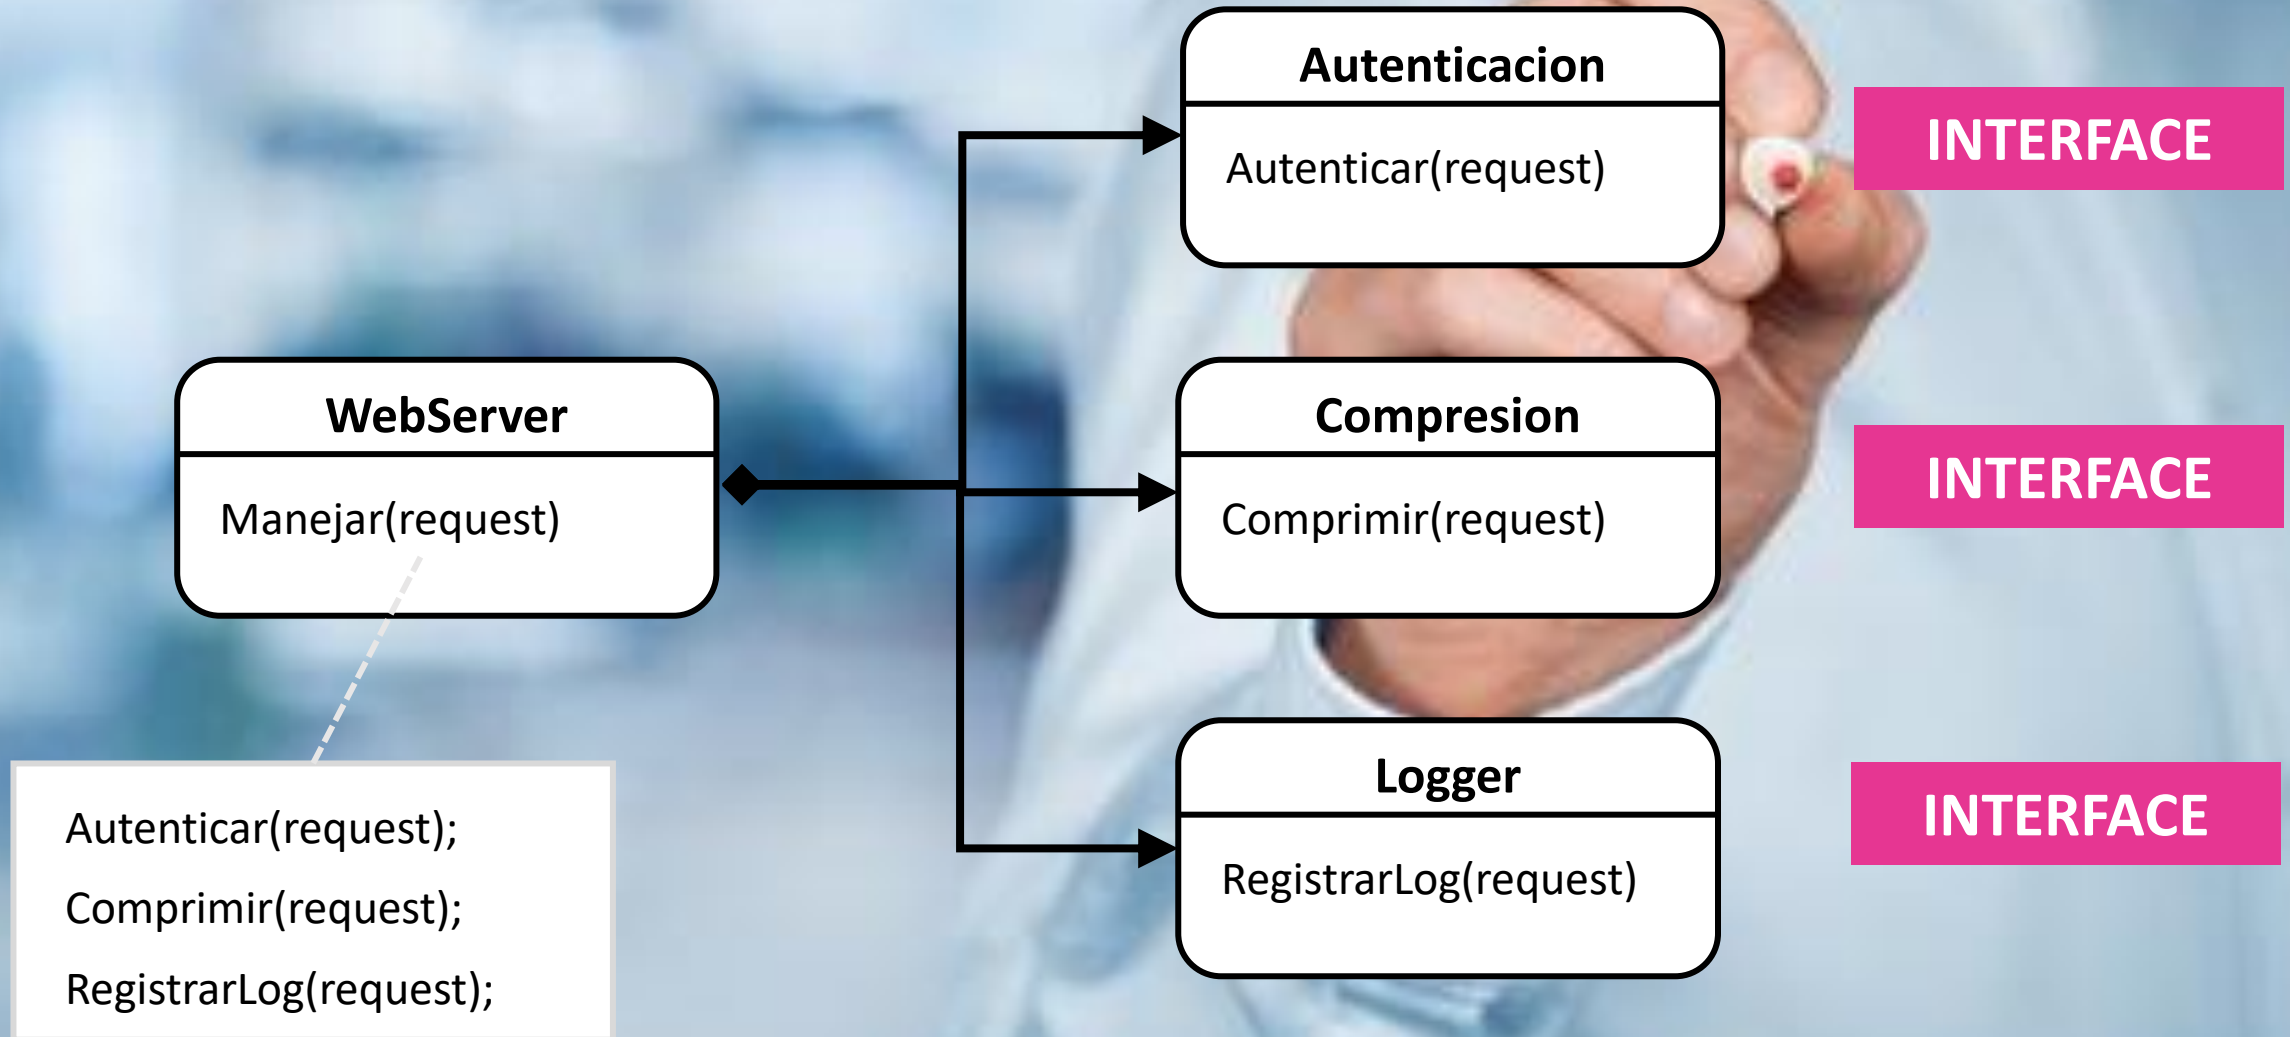 Autenticacion
Autenticar(request)
INTERFACE
WebServer
Manejar(request)
Compresion
Comprimir(request)
INTERFACE
Logger
RegistrarLog(request)
INTERFACE
Autenticar(request);
Comprimir(request);
RegistrarLog(request);